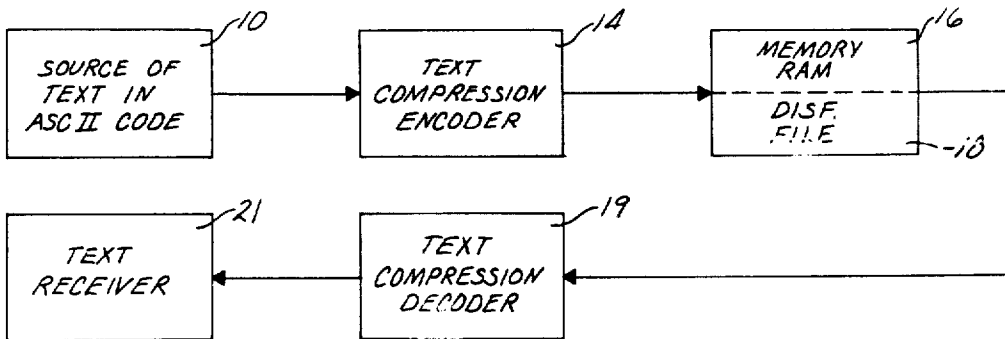 10
SOURCE OF
TEXT IN
ASCII CODE
14
TEXT
COMPRESSION
ENCODER
16
MEMORY
RAM
DISF.
FILE
-18
21
TEXT
RECEIVER
19
TEXT
COMPRESSION
DECODER